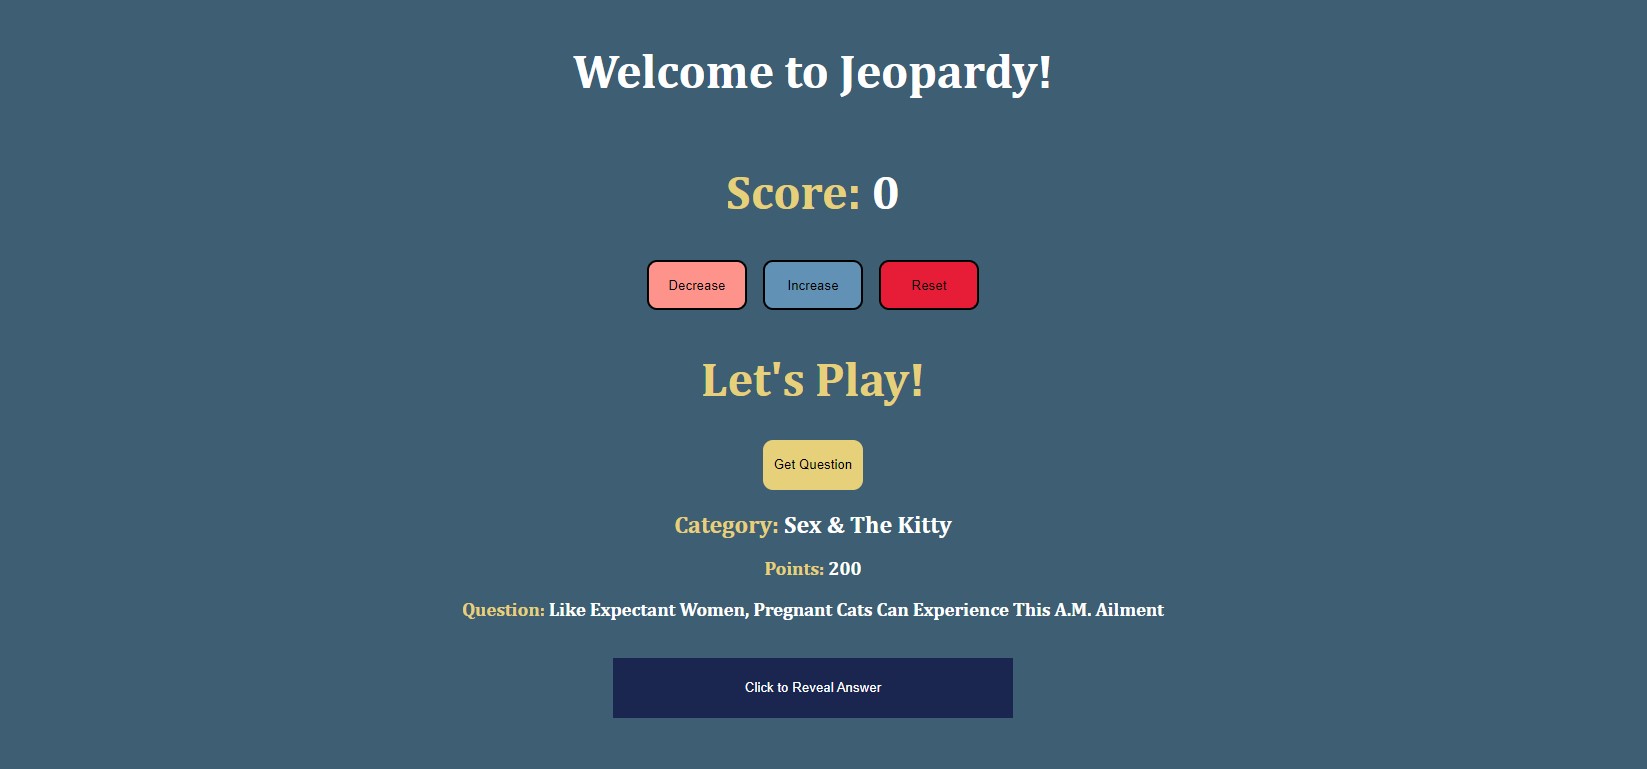 Welcome to Jeopardy!
Score: 0
Decrease Increase Reset
Let's Play!
Get Question
Category: Sex & The Kitty
Points: 200
Question: Like Expectant Women, Pregnant Cats Can Experience This A.M. Ailment
Click to Reveal Answer